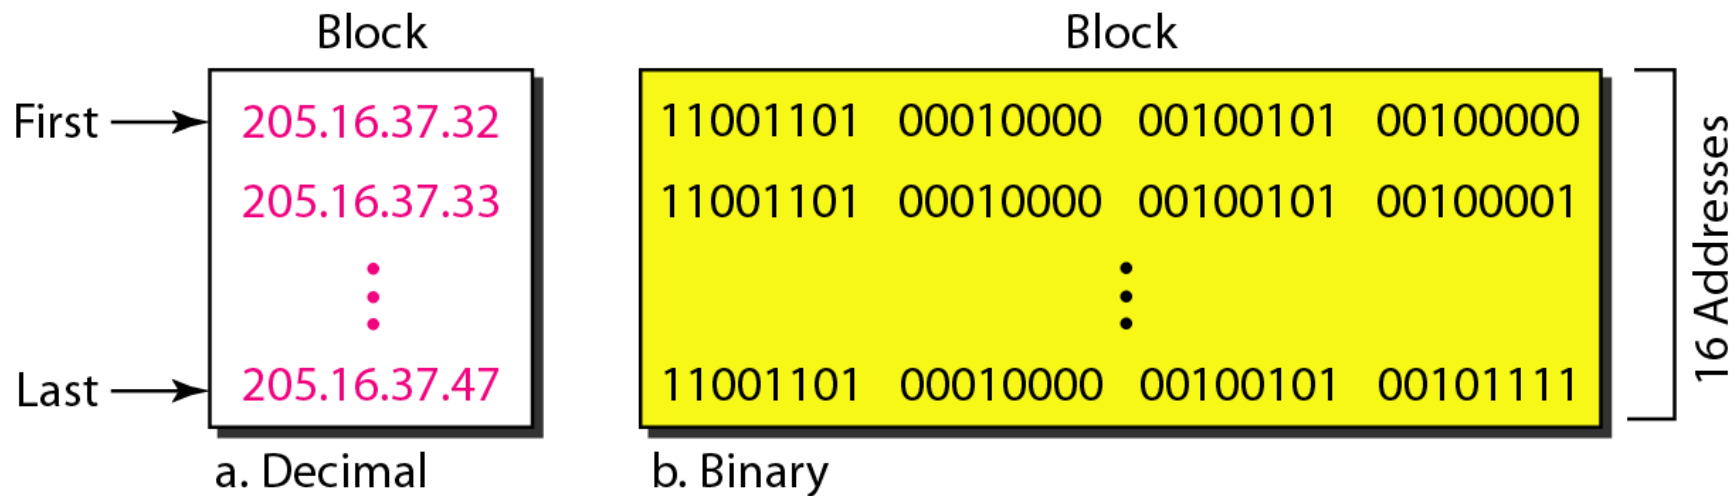 Block
Block
First
205.16.37.32
11001101 00010000 00100101 00100000
205.16.37.33
11001101 00010000 00100101 00100001
Last
205.16.37.47
11001101 00010000 00100101 00101111
16 Addresses
a. Decimal
b. Binary